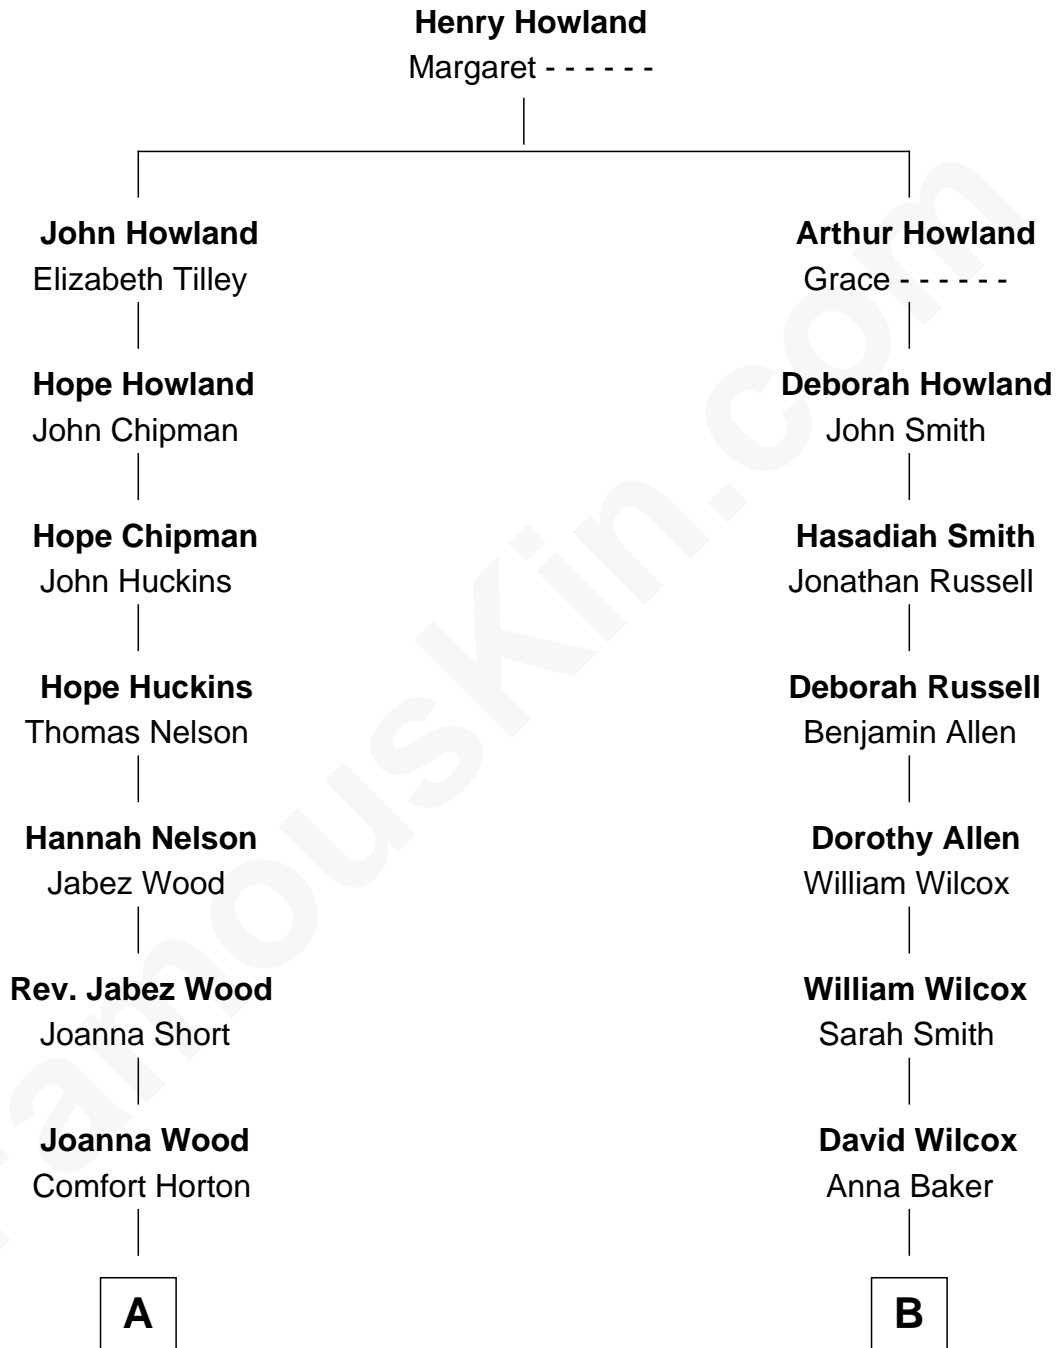 Henry Howland
Margaret - - - - - -
John Howland
Elizabeth Tilley
Hope Howland
John Chipman
Hope Chipman
John Huckins
Hope Huckins
Thomas Nelson
Hannah Nelson
Jabez Wood
Rev. Jabez Wood
Joanna Short
Joanna Wood
Comfort Horton
A
Arthur Howland
Grace - - - - - -
Deborah Howland
John Smith
Hasadiah Smith
Jonathan Russell
Deborah Russell
Benjamin Allen
Dorothy Allen
William Wilcox
William Wilcox
Sarah Smith
David Wilcox
Anna Baker
B
FamousKin.com